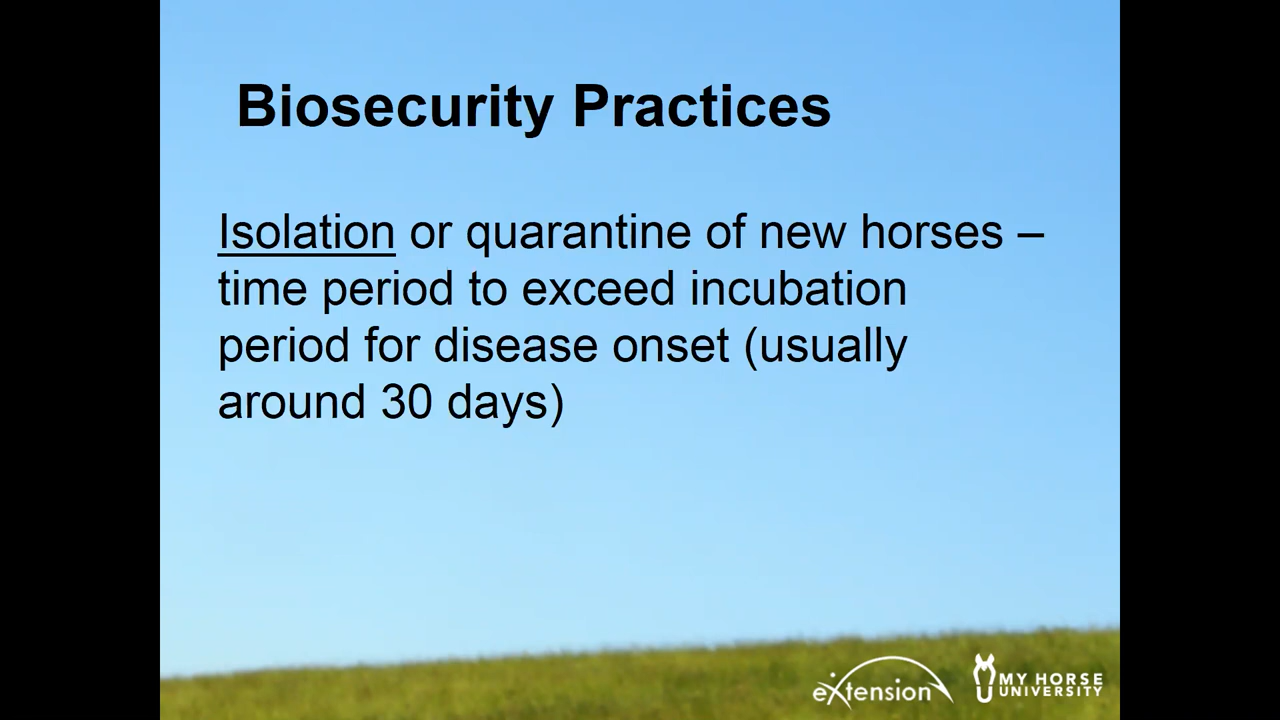 Biosecurity Practices
Isolation or quarantine of new horses –
time period to exceed incubation
period for disease onset (usually
around 30 days)
eXtension
MY HORSE
UNIVERSITY